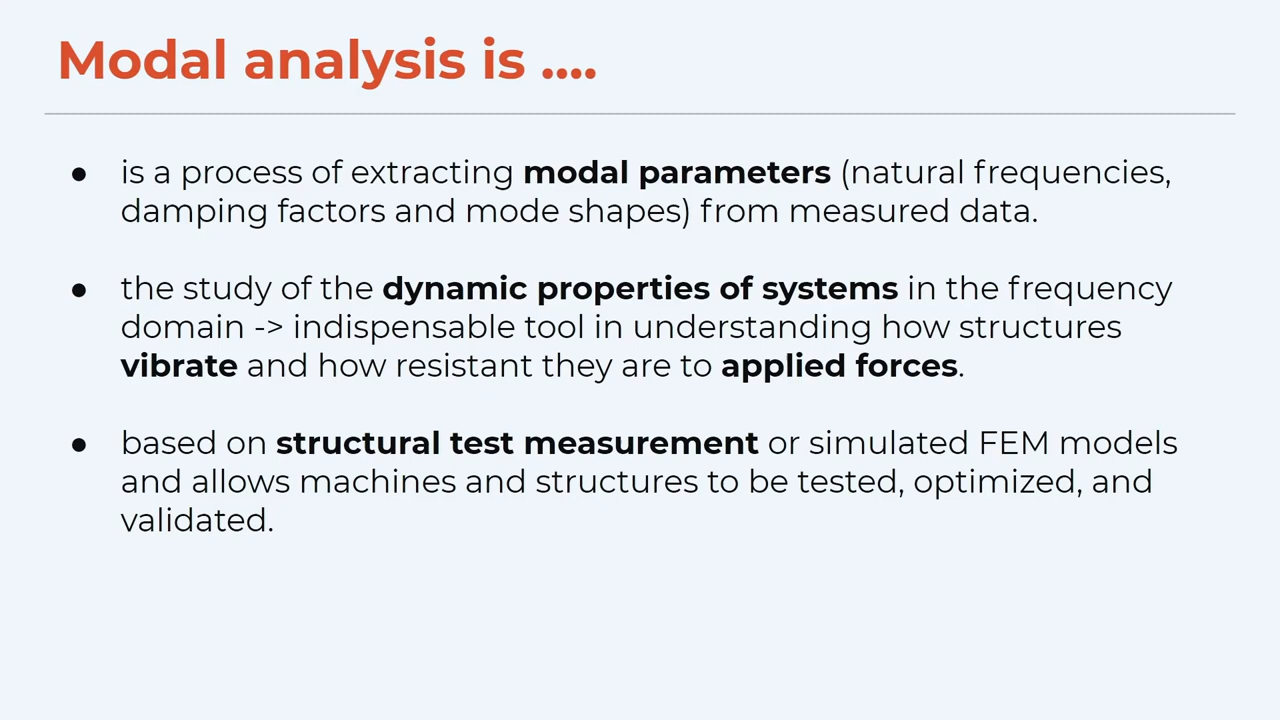 Modal analysis is ....
● is a process of extracting modal parameters (natural frequencies,
damping factors and mode shapes) from measured data.
● the study of the dynamic properties of systems in the frequency
domain -> indispensable tool in understanding how structures
vibrate and how resistant they are to applied forces.
● based on structural test measurement or simulated FEM models
and allows machines and structures to be tested, optimized, and
validated.